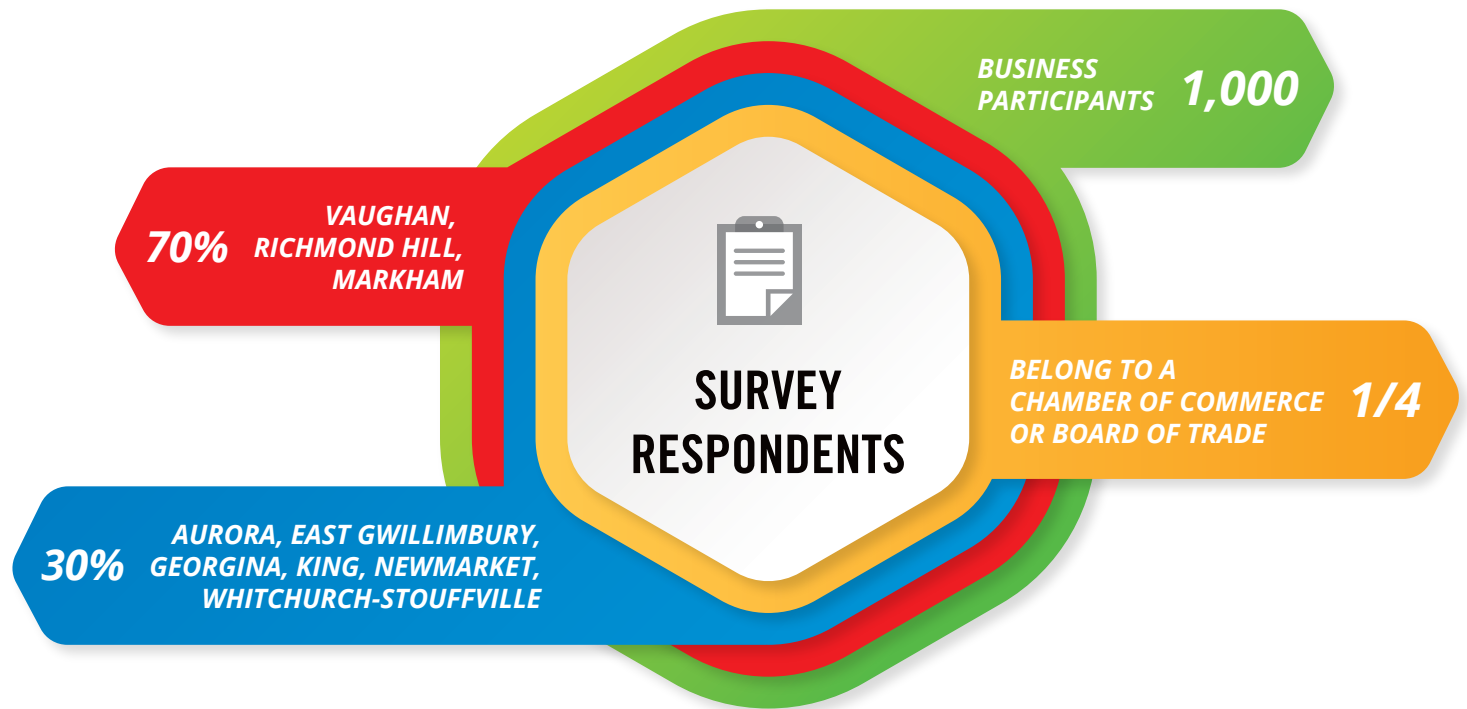 BUSINESS
PARTICIPANTS 1,000
70% VAUGHAN,
RICHMOND HILL,
MARKHAM
SURVEY
RESPONDENTS
BELONG TO A
CHAMBER OF COMMERCE 1/4
OR BOARD OF TRADE
AURORA, EAST GWILLIMBURY,
30% GEORGINA, KING, NEWMARKET,
WHITCHURCH-STOUFFVILLE